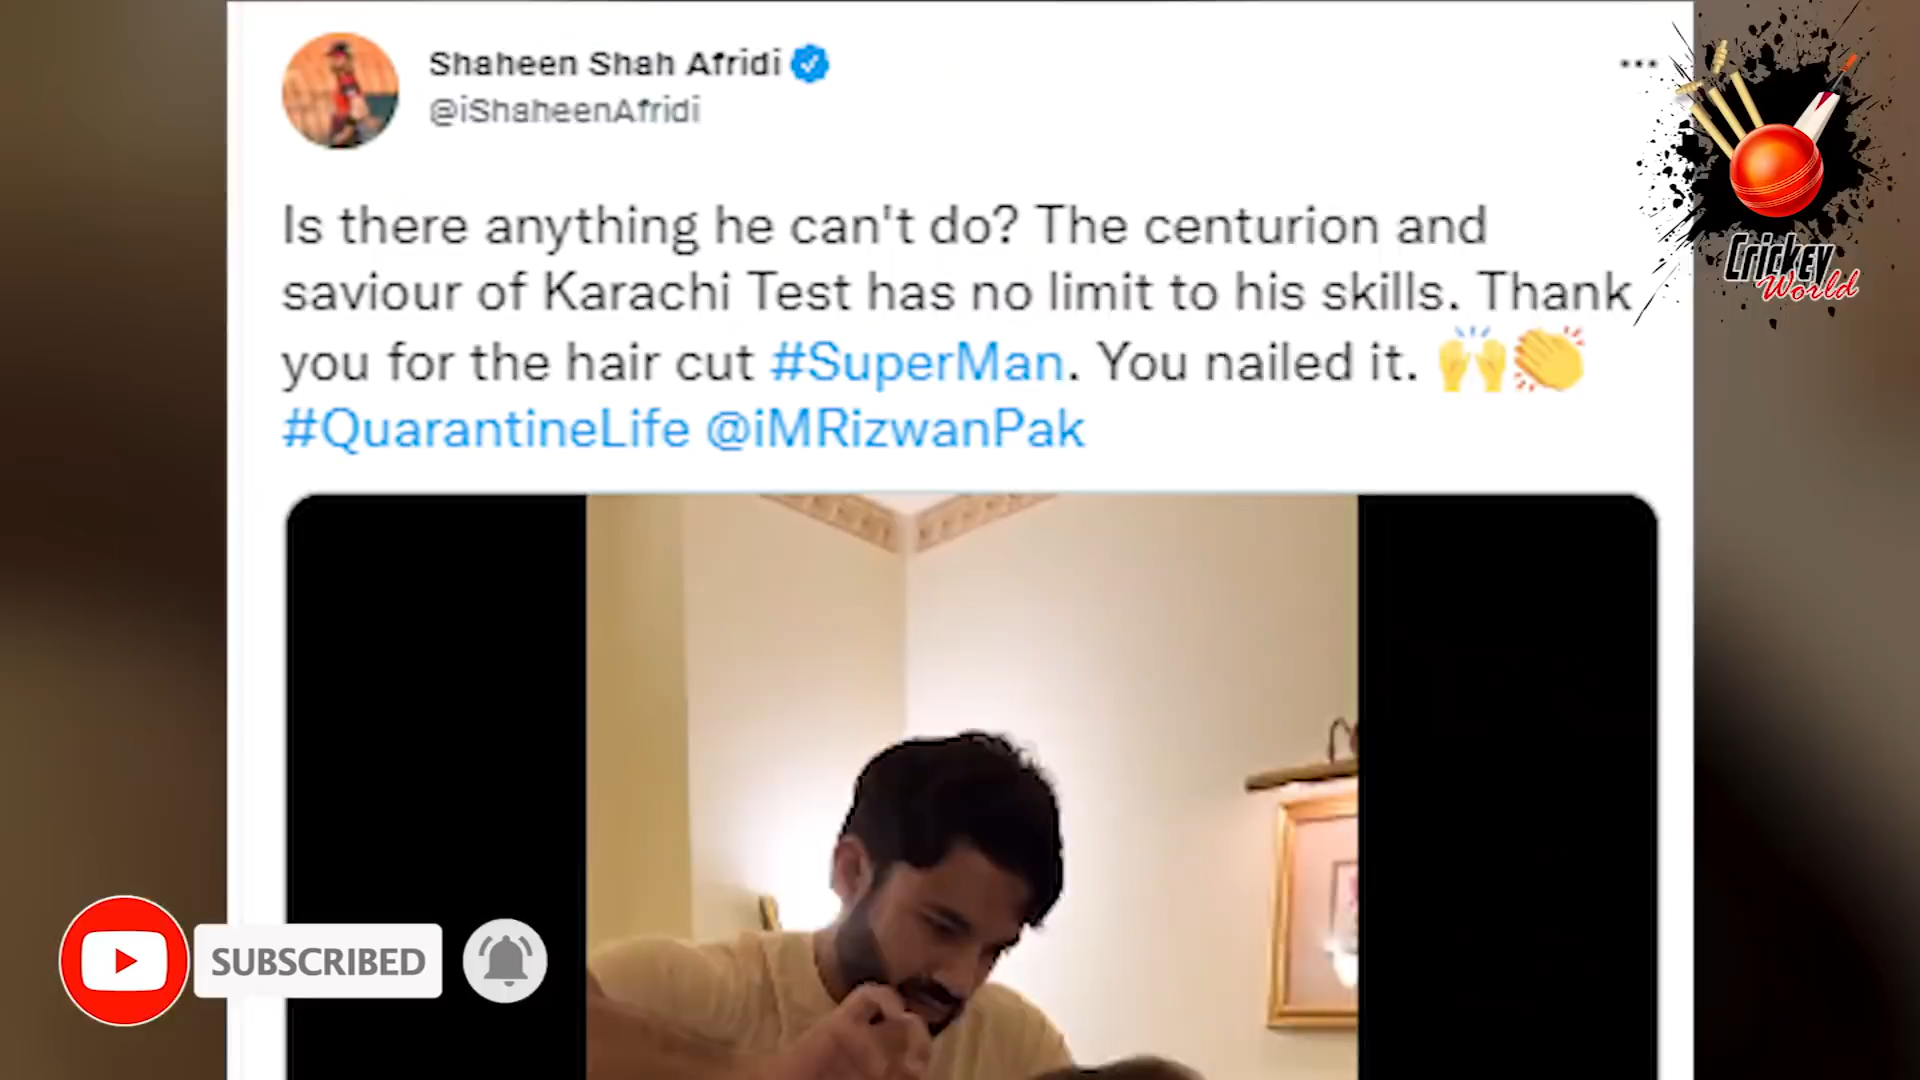 Shaheen Shah Afridi
@iShaheenAfridi
Is there anything he can't do? The centurion and
saviour of Karachi Test has no limit to his skills. Thank
you for the hair cut #SuperMan. You nailed it. 🙌👏
#QuarantineLife @iMRizwanPak
Crickey
World
SUBSCRIBED